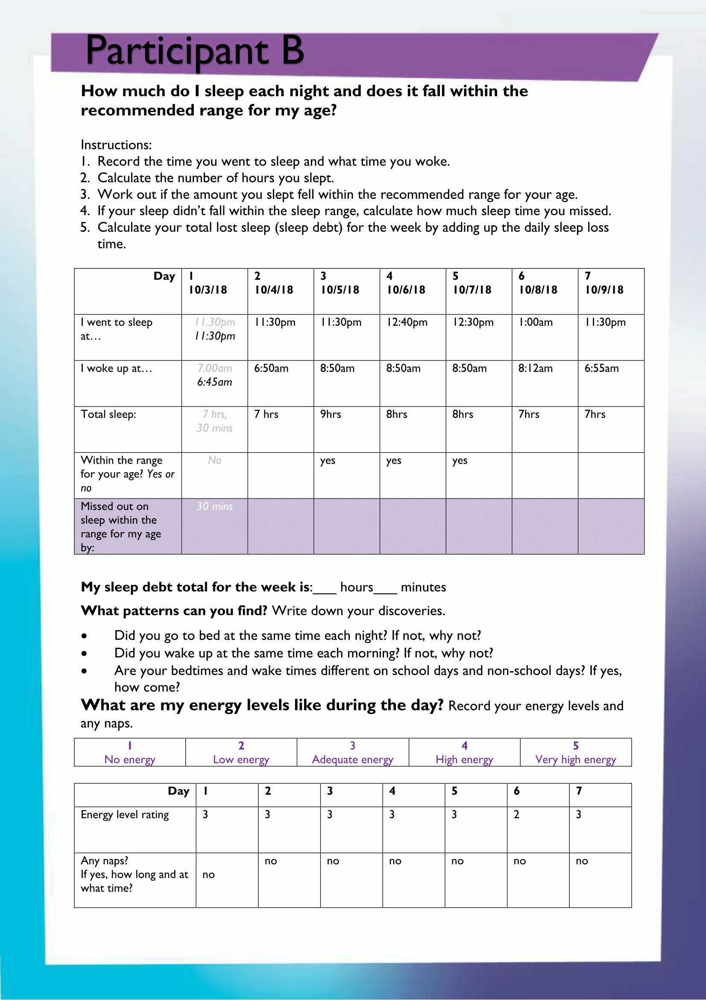 Participant B
How much do I sleep each night and does it fall within the
recommended range for my age?
Instructions:
1. Record the time you went to sleep and what time you woke.
2. Calculate the number of hours you slept.
3. Work out if the amount you slept fell within the recommended range for your age.
4. If your sleep didn’t fall within the sleep range, calculate how much sleep time you missed.
5. Calculate your total lost sleep (sleep debt) for the week by adding up the daily sleep loss
time.
Day 1 2 3 4 5 6 7
10/3/18 10/4/18 10/5/18 10/6/18 10/7/18 10/8/18 10/9/18
I went to sleep 11.30pm 11:30pm 11:30pm 12:40pm 12:30pm 1:00am 11:30pm
at… 11:30pm
I woke up at… 7.00am 6:50am 8:50am 8:50am 8:50am 8:12am 6:55am
6:45am
Total sleep: 7 hrs, 7 hrs 9hrs 8hrs 8hrs 7hrs 7hrs
30 mins
Within the range No yes yes yes
for your age? Yes or
no
Missed out on 30 mins
sleep within the
range for my age
by:
My sleep debt total for the week is:___ hours___ minutes
What patterns can you find? Write down your discoveries.
• Did you go to bed at the same time each night? If not, why not?
• Did you wake up at the same time each morning? If not, why not?
• Are your bedtimes and wake times different on school days and non-school days? If yes,
how come?
What are my energy levels like during the day? Record your energy levels and
any naps.
1 2 3 4 5
No energy Low energy Adequate energy High energy Very high energy
Day 1 2 3 4 5 6 7
Energy level rating 3 3 3 3 3 2 3
Any naps? no no no no no no
If yes, how long and at no
what time?